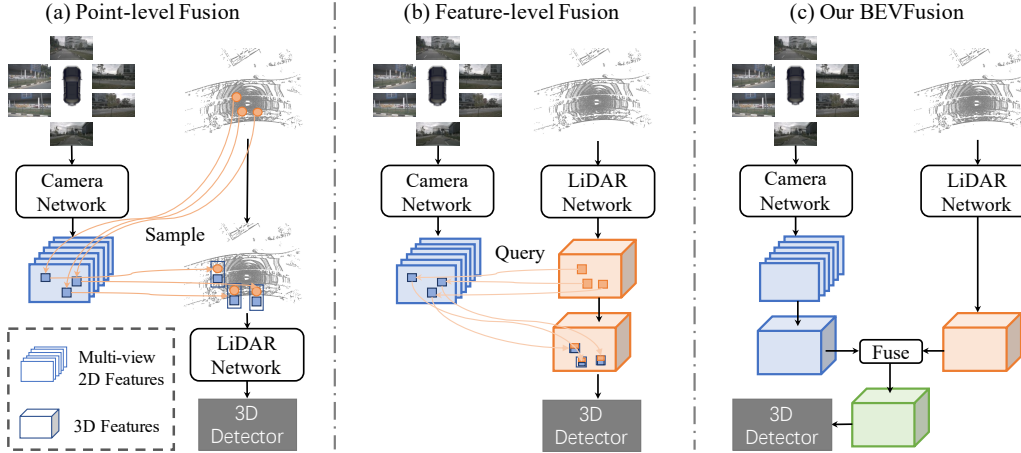 (a) Point-level Fusion
Camera
Network
Sample
LiDAR
Network
3D
Detector
Multi-view
2D Features
3D Features
(b) Feature-level Fusion
Camera
Network
LiDAR
Network
Query
3D
Detector
(c) Our BEVFusion
Camera
Network
LiDAR
Network
Fuse
3D
Detector